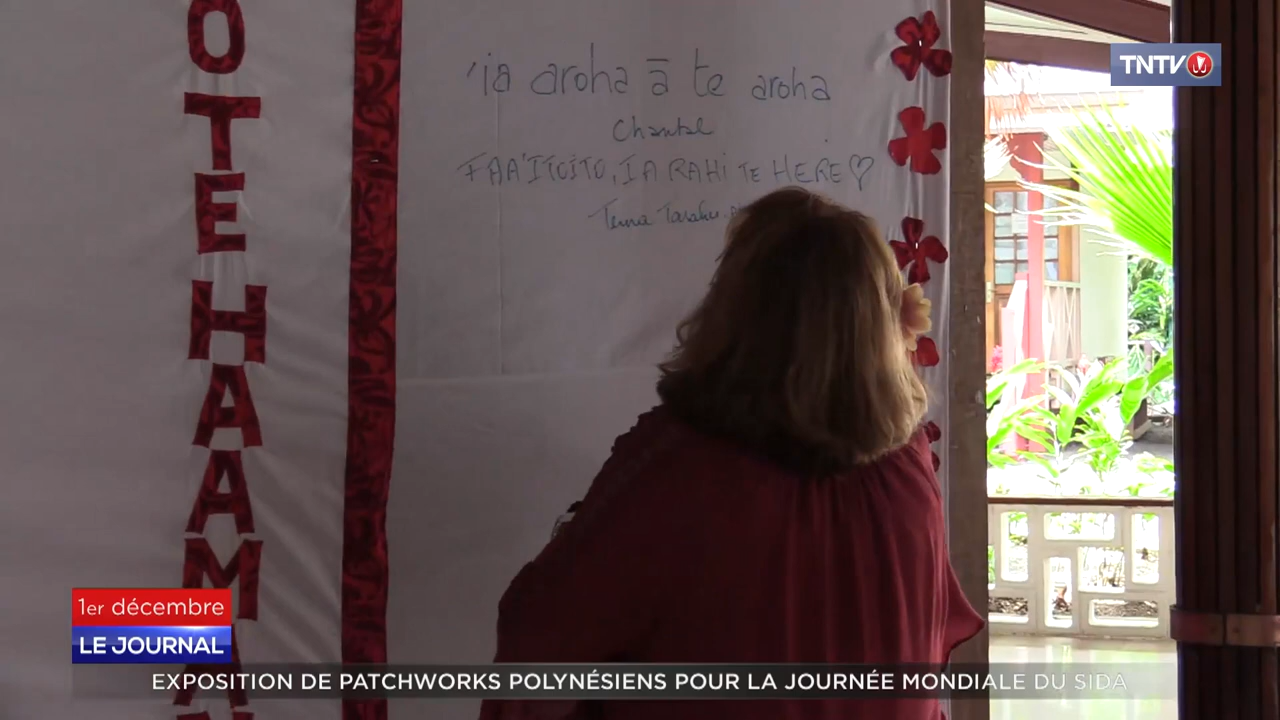 OTEHAMAM
'ia aroha ā te aroha
Chantal
FAA'ITOITO, IA RAHI TE HERE♡
TNTV
1er décembre
LE JOURNAL
EXPOSITION DE PATCHWORKS POLYNÉSIENS POUR LA JOURNÉE MONDIALE DU SIDA